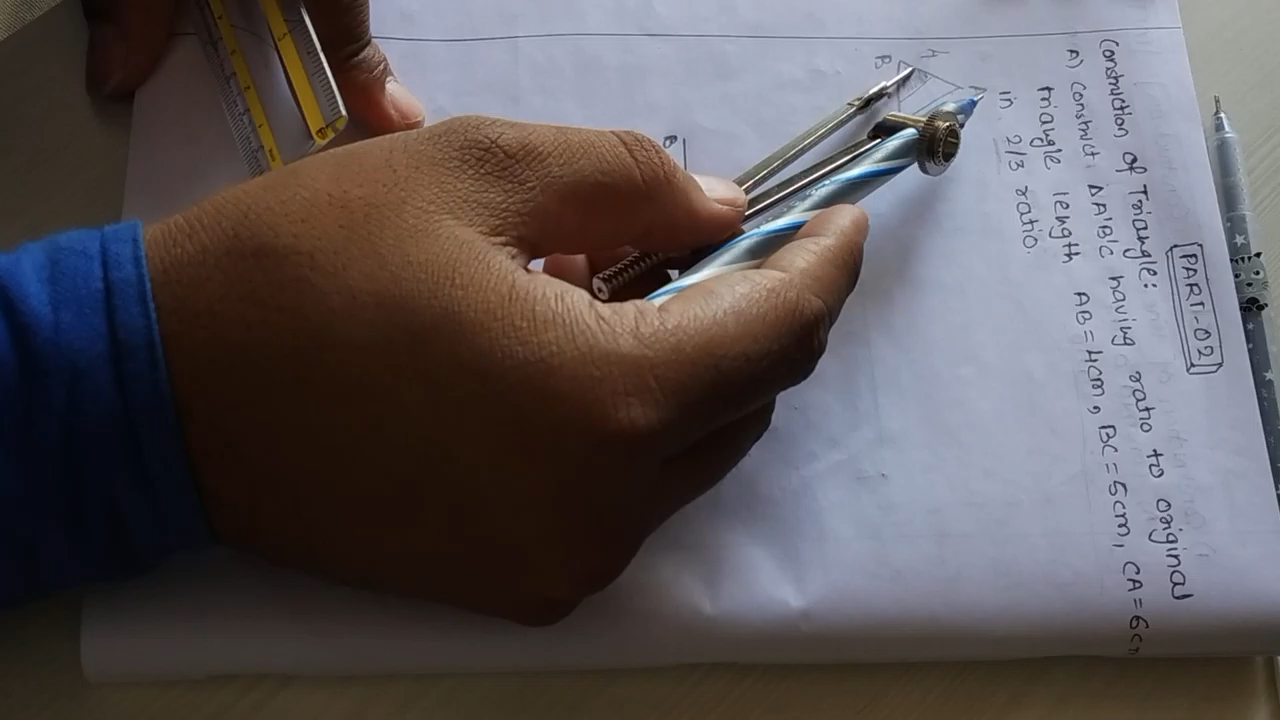 PART-02
Construction of Triangle:
A) Construct ΔA'B'C having ratio to original
triangle length AB=4cm, BC=5cm, CA=6c
in 2/3 ratio.
A
B
B